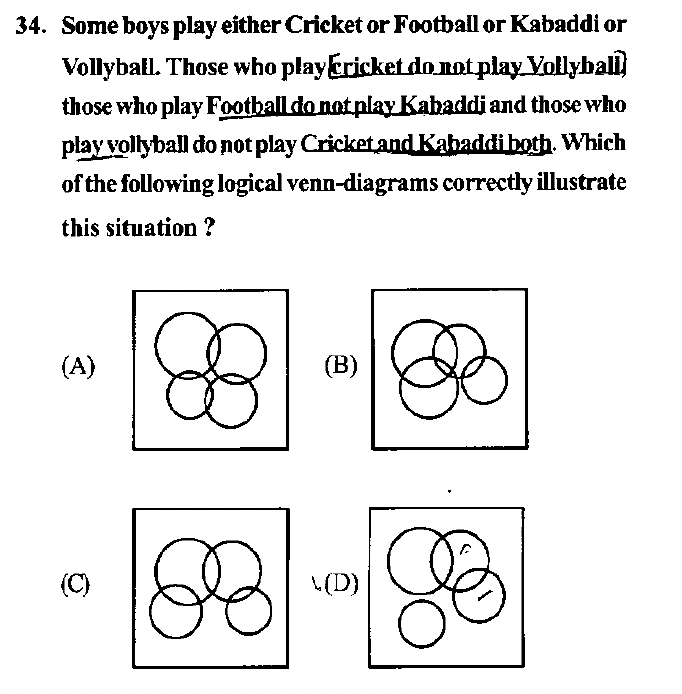 34. Some boys play either Cricket or Football or Kabaddi or
Vollyball. Those who play cricket do not play Vollyball,
those who play Football do not play Kabaddi and those who
play vollyball do not play Cricket and Kabaddi both. Which
of the following logical venn-diagrams correctly illustrate
this situation ?
(A) (B)
(C) (D)